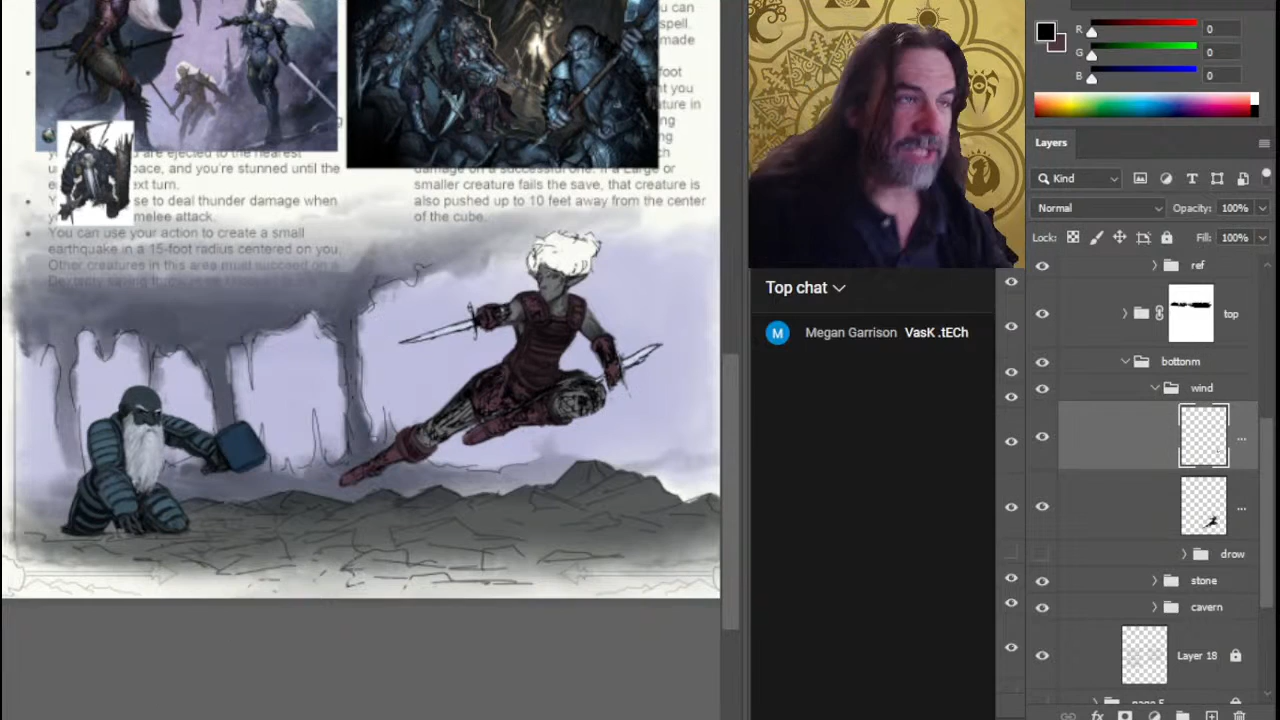 u can
spell.
made
foot
t you
ature in
ng
ng
ch
are ejected to the nearest
pace, and you're stunned until the
ext turn.
se to deal thunder damage when
melee attack.
You can use your action to create a small
earthquake in a 15-foot radius centered on you.
Other creatures in this area must succeed on a
damage on a successful one. If a Large or
smaller creature fails the save, that creature is
also pushed up to 10 feet away from the center
of the cube.
Top chat
M Megan Garrison VasK .tECh
R 0
G 0
B 0
Layers
Kind
Normal Opacity: 100%
Lock: Fill: 100%
ref
top
bottonm
wind
...
...
drow
stone
cavern
Layer 18
page 5
fx